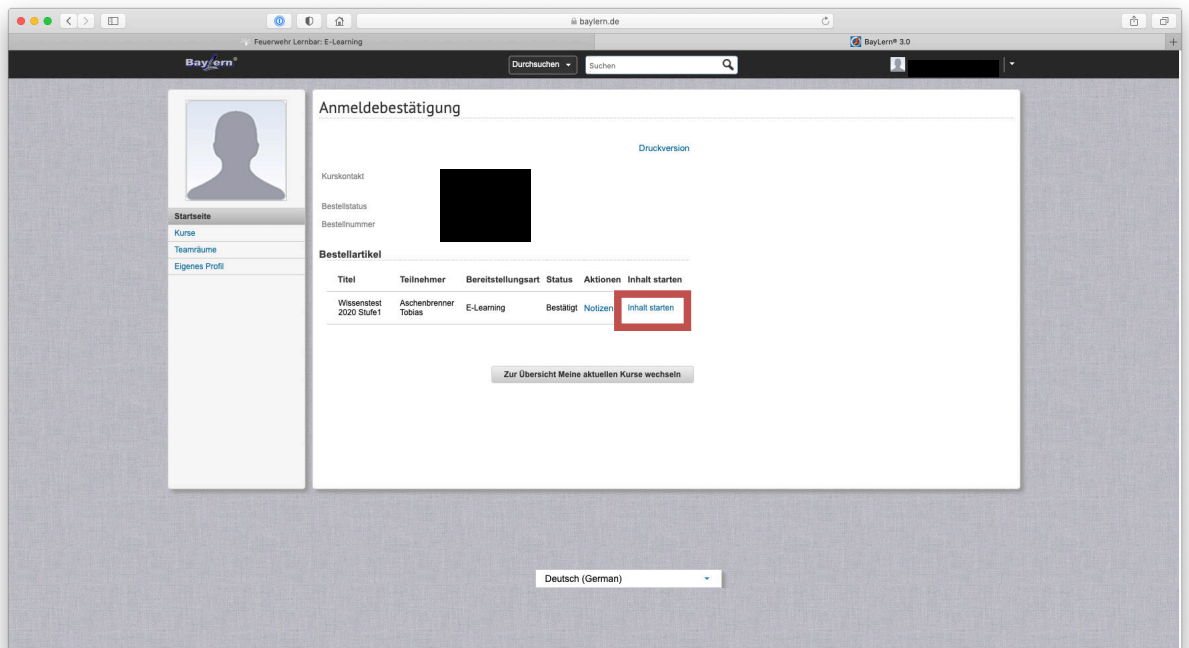 baylern.de
Feuerwehr Lernbar: E-Learning
BayLern® 3.0
BayLern®
Durchsuchen
Suchen
Anmeldebestätigung
Druckversion
Kurskontakt
Bestellstatus
Bestellnummer
Startseite
Kurse
Teamräume
Eigenes Profil
Bestellartikel
Titel Teilnehmer Bereitstellungsart Status Aktionen Inhalt starten
Wissenstest Aschenbrenner E-Learning Bestätigt Notizen Inhalt starten
2020 Stufe1 Tobias
Zur Übersicht Meine aktuellen Kurse wechseln
Deutsch (German)